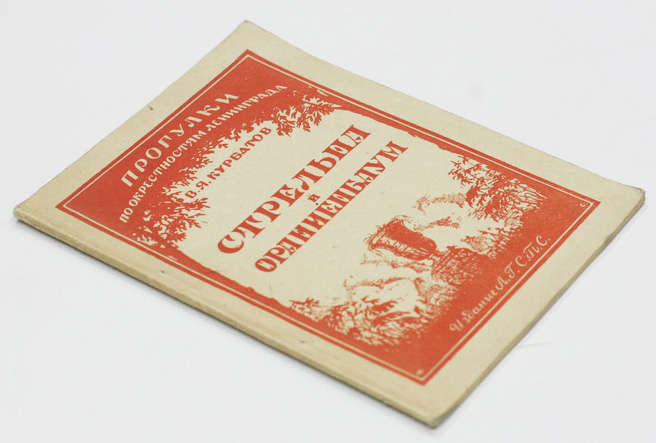 ПРОГУЛКИ
ПО ОКРЕСТНОСТЯМ ЛЕНИНГРАДА
В. Я. КУРБАТОВ
СТРЕЛЬНА
И
ОРАНИЕНБАУМ
Издание Л.Г.С.П.С.